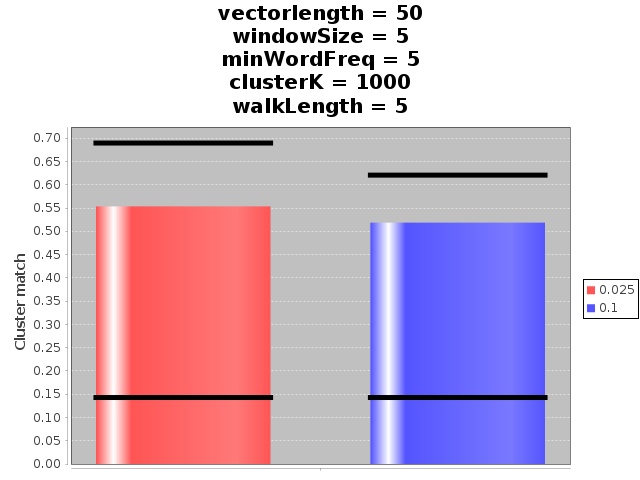 vectorlength = 50
windowSize = 5
minWordFreq = 5
clusterK = 1000
walkLength = 5
0.70
0.65
0.60
0.55
0.50
0.45
0.40
0.35
0.30
0.25
0.20
0.15
0.10
0.05
0.00
Cluster match
0.025
0.1